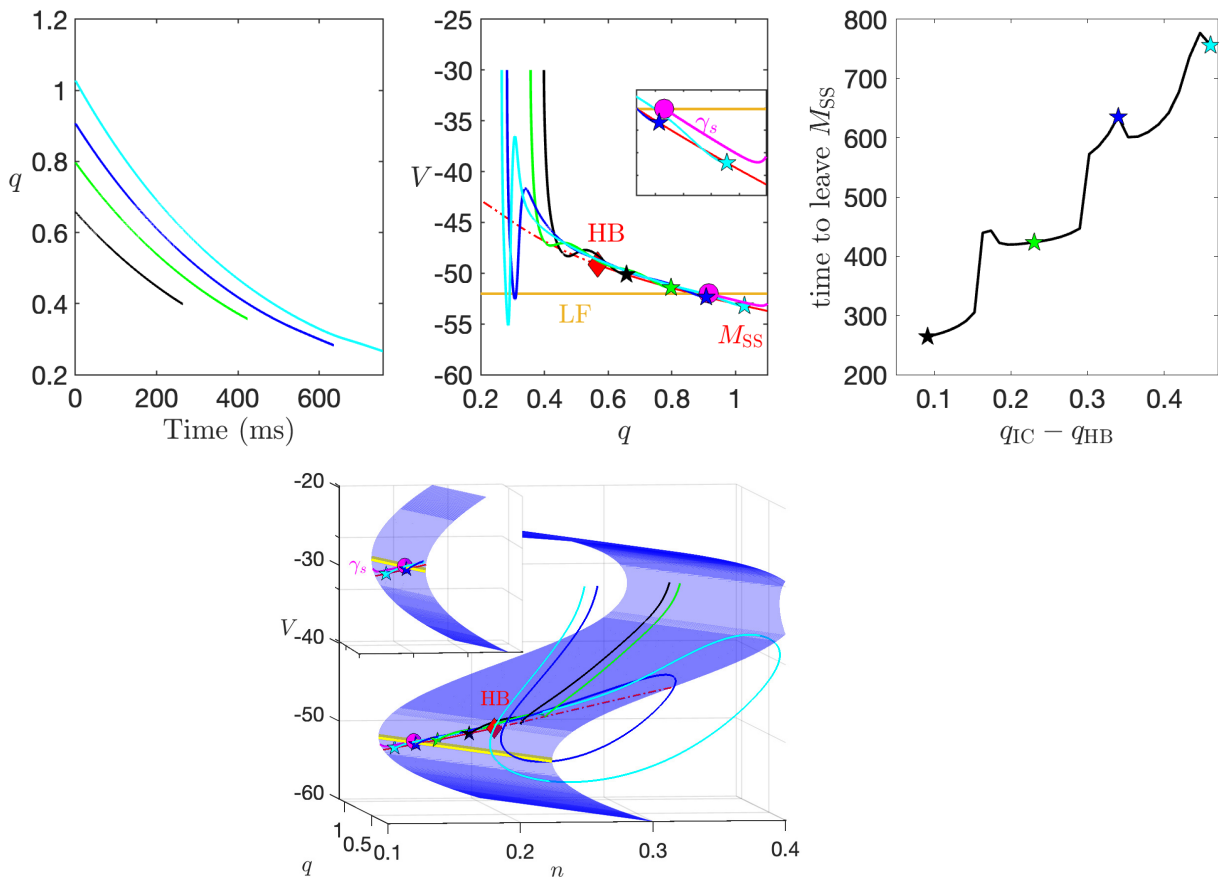 1.2
1
0.8
0.6
0.4
0.2
q
0 200 400 600
Time (ms)
-25
-30
-35
-40
-45
-50
-55
-60
V
γs
HB
LF
MSS
0.2 0.4 0.6 0.8 1
q
800
700
600
500
400
300
200
time to leave MSS
0.1 0.2 0.3 0.4
qIC − qHB
-20
-30
-40
-50
-60
V
γs
HB
1
0.5
q
0.1 0.2 0.3 0.4
n